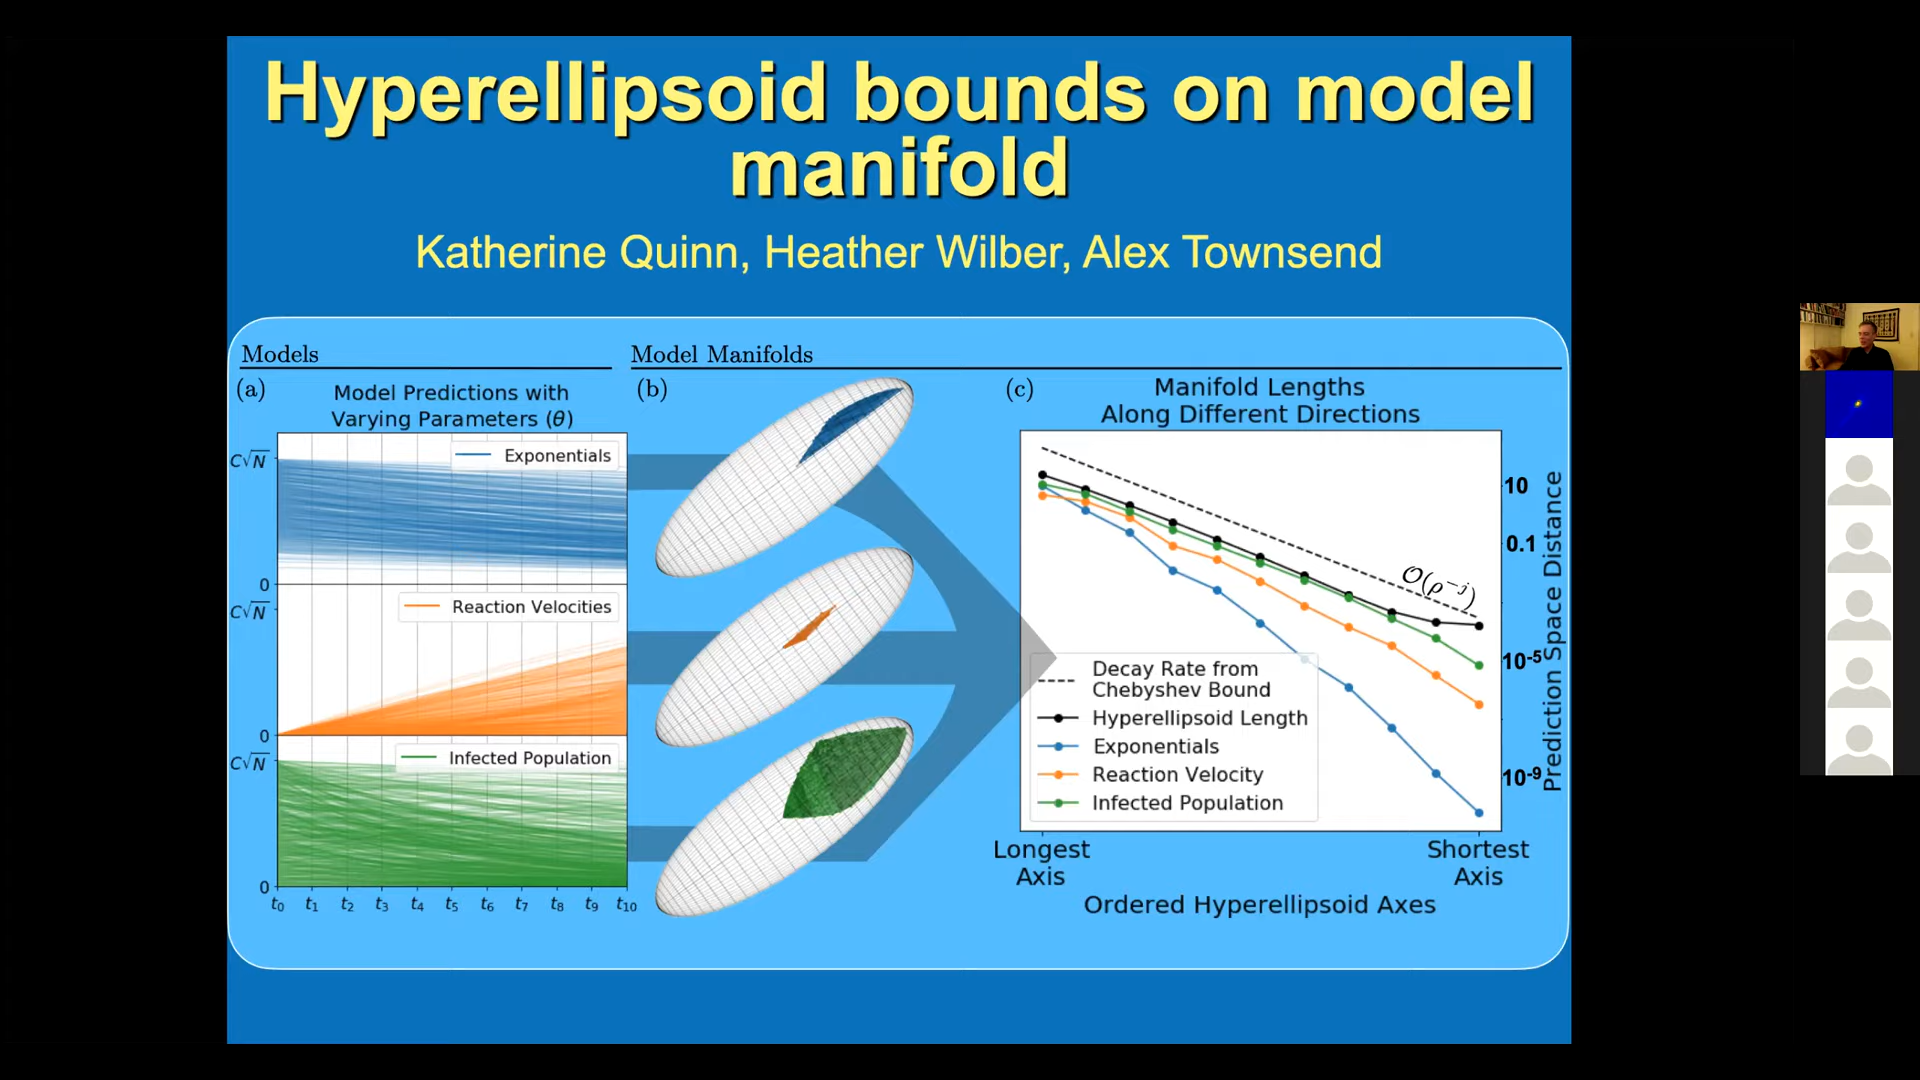 Hyperellipsoid bounds on model
manifold
Katherine Quinn, Heather Wilber, Alex Townsend
Models
Model Manifolds
(a)
Model Predictions with
Varying Parameters (θ)
C√N
Exponentials
0
C√N
Reaction Velocities
0
C√N
Infected Population
0
t₀ t₁ t₂ t₃ t₄ t₅ t₆ t₇ t₈ t₉ t₁₀
(b)
(c)
Manifold Lengths
Along Different Directions
O(ρ⁻ʲ)
Decay Rate from
Chebyshev Bound
Hyperellipsoid Length
Exponentials
Reaction Velocity
Infected Population
10
0.1
10⁻⁵
10⁻⁹
Prediction Space Distance
Longest
Axis
Shortest
Axis
Ordered Hyperellipsoid Axes